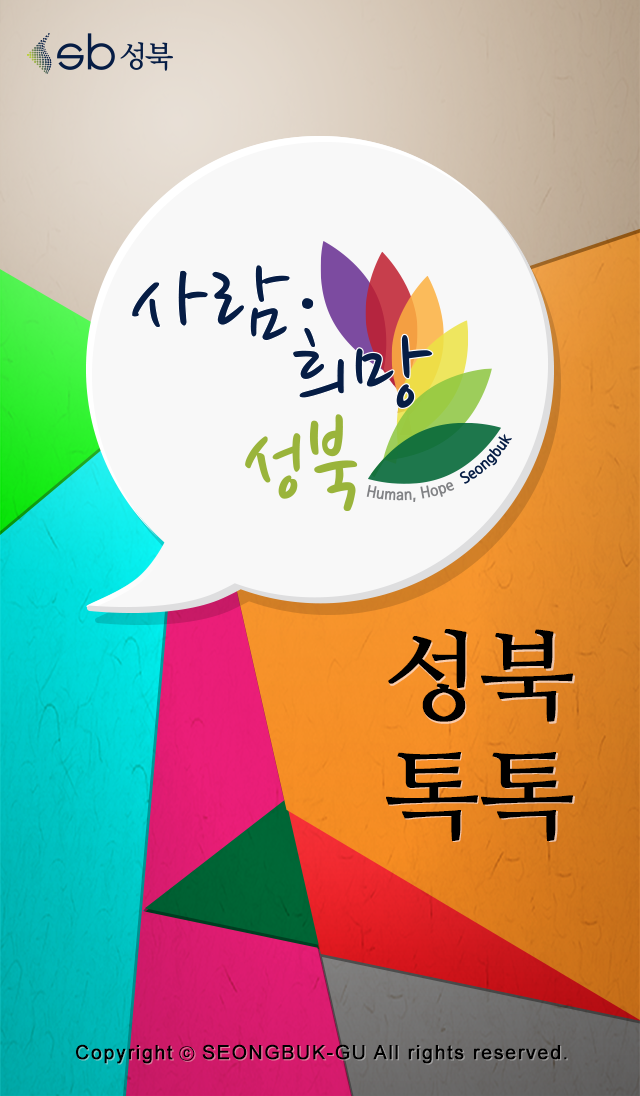 sb 성북
사람.
희망
성북
Human, Hope Seongbuk
성북
톡톡
Copyright ⓒ SEONGBUK-GU All rights reserved.